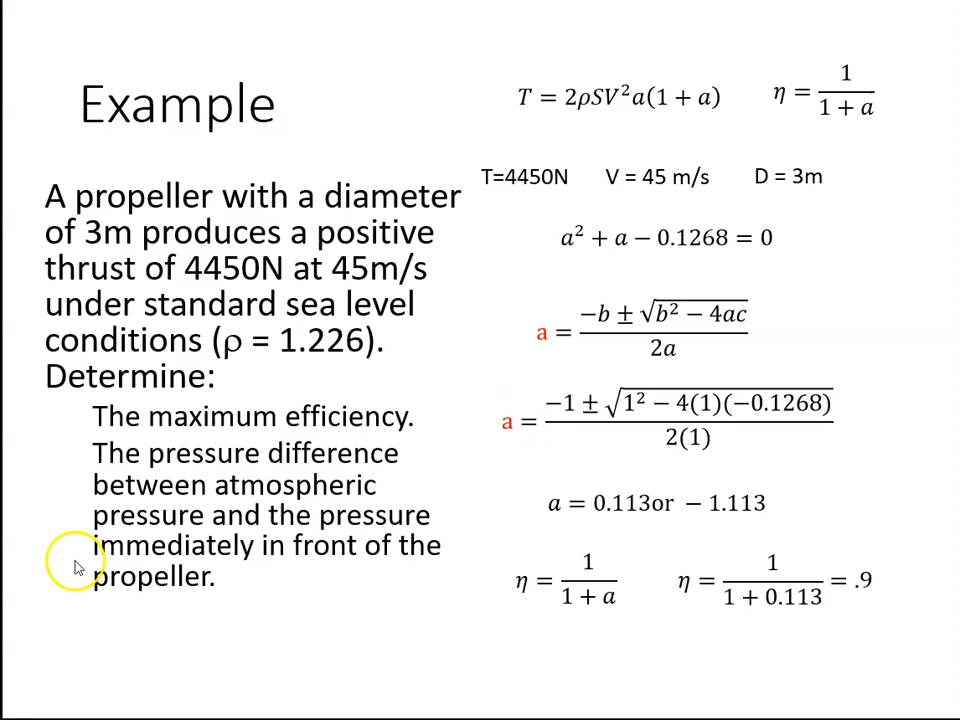 Example
A propeller with a diameter
of 3m produces a positive
thrust of 4450N at 45m/s
under standard sea level
conditions (ρ = 1.226).
Determine:
The maximum efficiency.
The pressure difference
between atmospheric
pressure and the pressure
immediately in front of the
propeller.
T = 2ρSV²a(1 + a)
η = 1/(1 + a)
T=4450N V = 45 m/s D = 3m
a² + a − 0.1268 = 0
a = (−b ± √(b² − 4ac))/(2a)
a = (−1 ± √(1² − 4(1)(−0.1268)))/(2(1))
a = 0.113or − 1.113
η = 1/(1 + a)
η = 1/(1 + 0.113) = .9